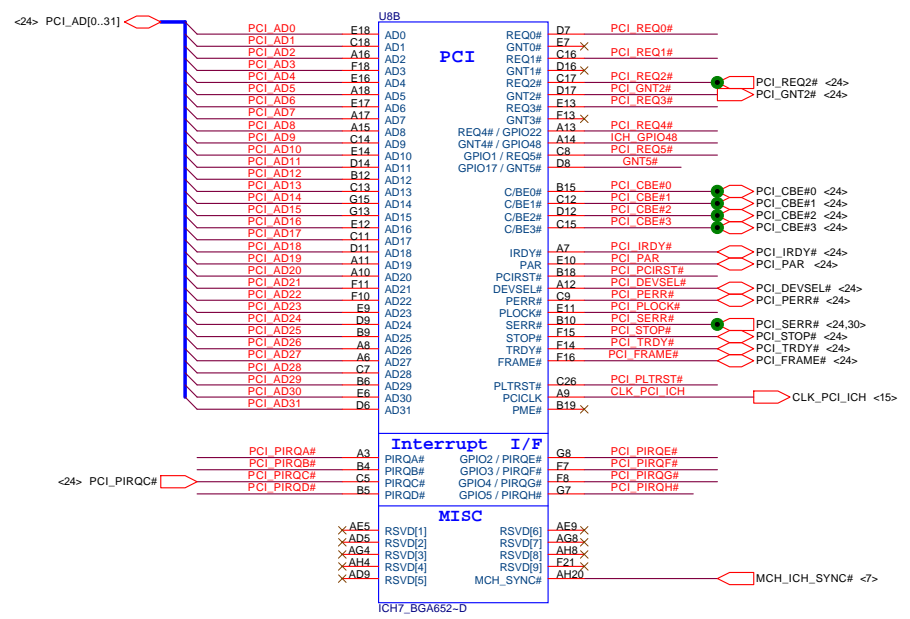 U8B
<24> PCI_AD[0..31]
PCI
PCI_AD0 E18 AD0 REQ0# D7 PCI_REQ0#
PCI_AD1 C18 AD1 GNT0# E7
PCI_AD2 A16 AD2 REQ1# C16 PCI_REQ1#
PCI_AD3 F18 AD3 GNT1# D16
PCI_AD4 E16 AD4 REQ2# C17 PCI_REQ2# PCI_REQ2# <24>
PCI_AD5 A18 AD5 GNT2# D17 PCI_GNT2# PCI_GNT2# <24>
PCI_AD6 E17 AD6 REQ3# E13 PCI_REQ3#
PCI_AD7 A17 AD7 GNT3# F13
PCI_AD8 A15 AD8 REQ4# / GPIO22 A13 PCI_REQ4#
PCI_AD9 C14 AD9 GNT4# / GPIO48 A14 ICH_GPIO48
PCI_AD10 E14 AD10 GPIO1 / REQ5# C8 PCI_REQ5#
PCI_AD11 D14 AD11 GPIO17 / GNT5# D8 GNT5#
PCI_AD12 B12 AD12
PCI_AD13 C13 AD13 C/BE0# B15 PCI_CBE#0 PCI_CBE#0 <24>
PCI_AD14 G15 AD14 C/BE1# C12 PCI_CBE#1 PCI_CBE#1 <24>
PCI_AD15 G13 AD15 C/BE2# D12 PCI_CBE#2 PCI_CBE#2 <24>
PCI_AD16 E12 AD16 C/BE3# C15 PCI_CBE#3 PCI_CBE#3 <24>
PCI_AD17 C11 AD17
PCI_AD18 D11 AD18 IRDY# A7 PCI_IRDY# PCI_IRDY# <24>
PCI_AD19 A11 AD19 PAR E10 PCI_PAR PCI_PAR <24>
PCI_AD20 A10 AD20 PCIRST# B18 PCI_PCIRST#
PCI_AD21 F11 AD21 DEVSEL# A12 PCI_DEVSEL# PCI_DEVSEL# <24>
PCI_AD22 F10 AD22 PERR# C9 PCI_PERR# PCI_PERR# <24>
PCI_AD23 E9 AD23 PLOCK# E11 PCI_PLOCK#
PCI_AD24 D9 AD24 SERR# B10 PCI_SERR# PCI_SERR# <24,30>
PCI_AD25 B9 AD25 STOP# F15 PCI_STOP# PCI_STOP# <24>
PCI_AD26 A8 AD26 TRDY# F14 PCI_TRDY# PCI_TRDY# <24>
PCI_AD27 A6 AD27 FRAME# F16 PCI_FRAME# PCI_FRAME# <24>
PCI_AD28 C7 AD28
PCI_AD29 B6 AD29 PLTRST# C26 PCI_PLTRST#
PCI_AD30 E6 AD30 PCICLK A9 CLK_PCI_ICH CLK_PCI_ICH <15>
PCI_AD31 D6 AD31 PME# B19
Interrupt I/F
PCI_PIRQA# A3 PIRQA# GPIO2 / PIRQE# G8 PCI_PIRQE#
PCI_PIRQB# B4 PIRQB# GPIO3 / PIRQF# F7 PCI_PIRQF#
<24> PCI_PIRQC# PCI_PIRQC# C5 PIRQC# GPIO4 / PIRQG# F8 PCI_PIRQG#
PCI_PIRQD# B5 PIRQD# GPIO5 / PIRQH# G7 PCI_PIRQH#
MISC
AE5 RSVD[1] RSVD[6] AE9
AD5 RSVD[2] RSVD[7] AG8
AG4 RSVD[3] RSVD[8] AH8
AH4 RSVD[4] RSVD[9] F21
AD9 RSVD[5] MCH_SYNC# AH20 MCH_ICH_SYNC# <7>
ICH7_BGA652~D